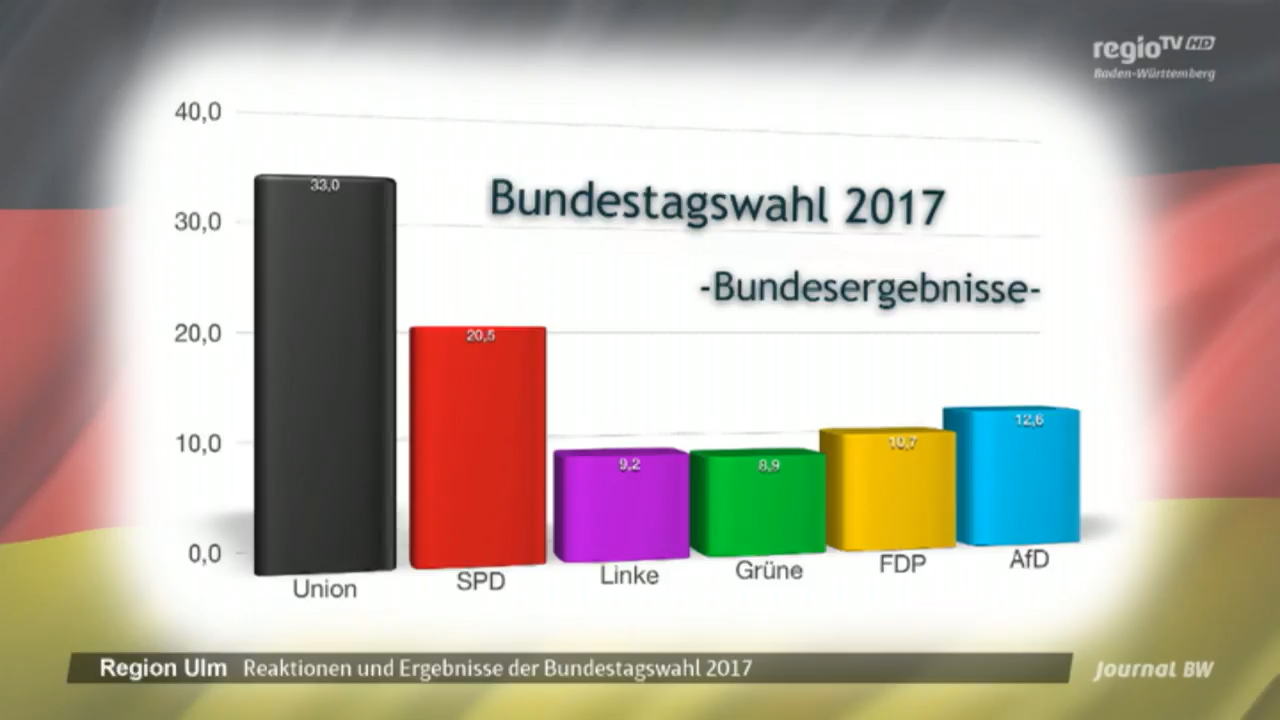 regioTV HD
Baden-Württemberg
40,0
30,0
20,0
10,0
0,0
Bundestagswahl 2017
-Bundesergebnisse-
33,0
20,5
9,2
8,9
10,7
12,6
Union
SPD
Linke
Grüne
FDP
AfD
Region Ulm Reaktionen und Ergebnisse der Bundestagswahl 2017
Journal BW